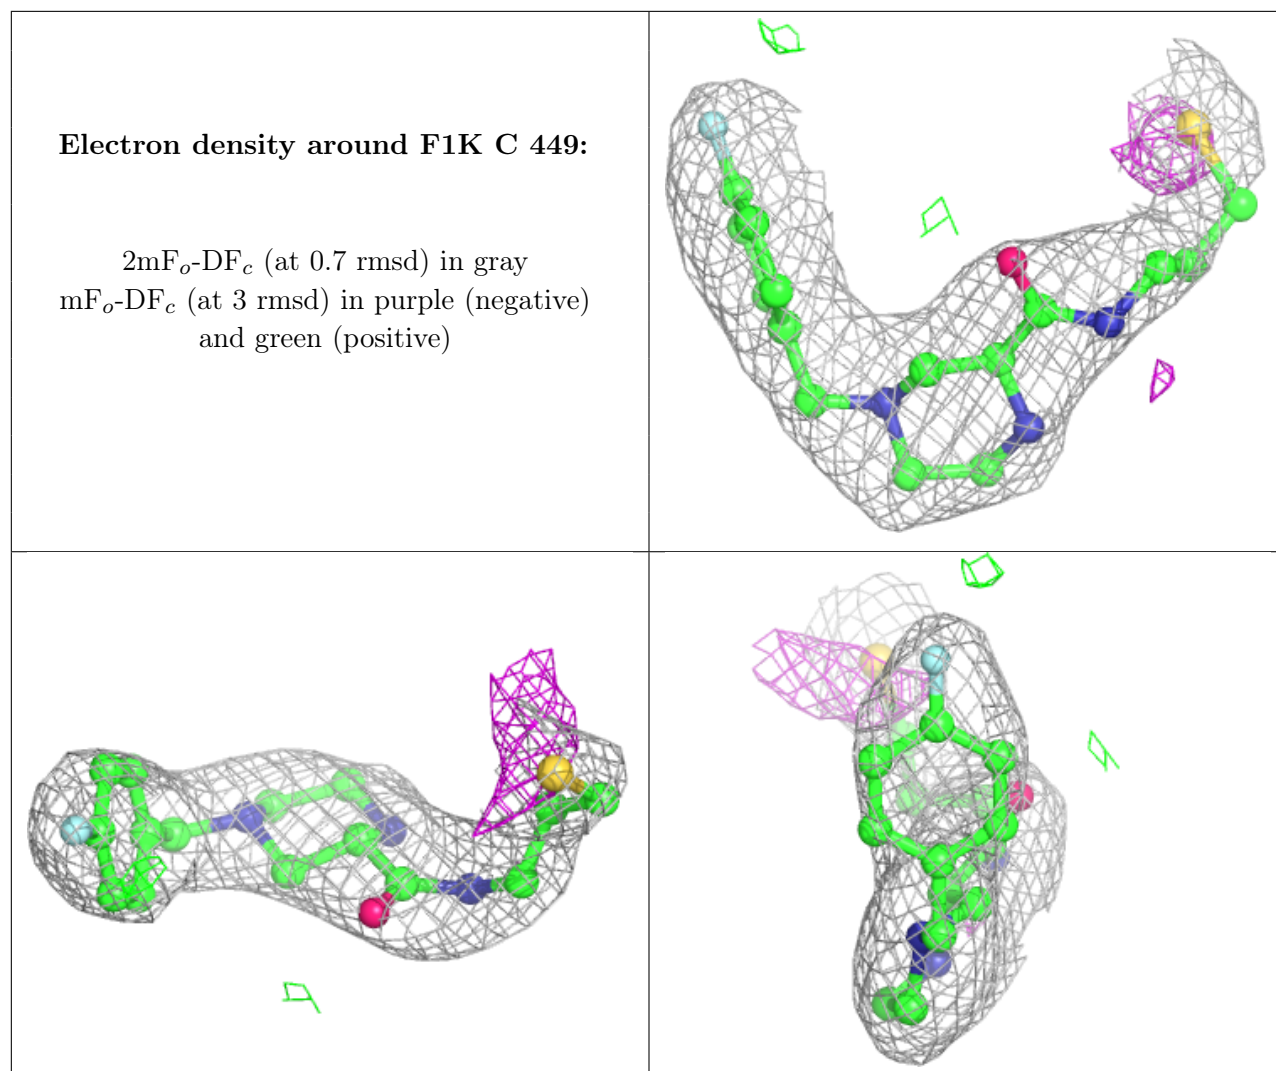 Electron density around F1K C 449:
2mFₒ-DF𝒸 (at 0.7 rmsd) in gray
mFₒ-DF𝒸 (at 3 rmsd) in purple (negative)
and green (positive)